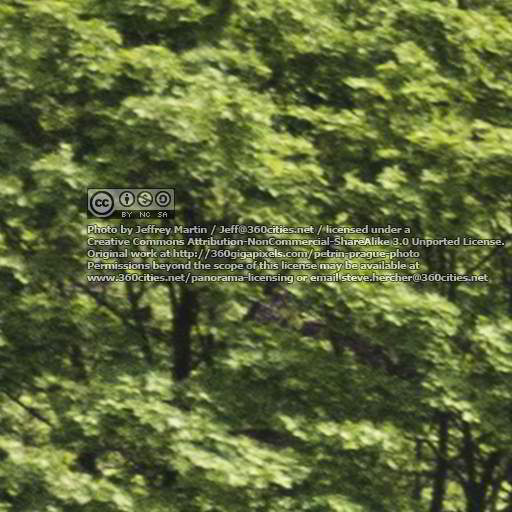 cc
BY NC SA
Photo by Jeffrey Martin / Jeff@360cities.net / licensed under a
Creative Commons Attribution-NonCommercial-ShareAlike 3.0 Unported License.
Original work at http://360gigapixels.com/petrin-prague-photo
Permissions beyond the scope of this license may be available at
www.360cities.net/panorama-licensing or email steve.hercher@360cities.net